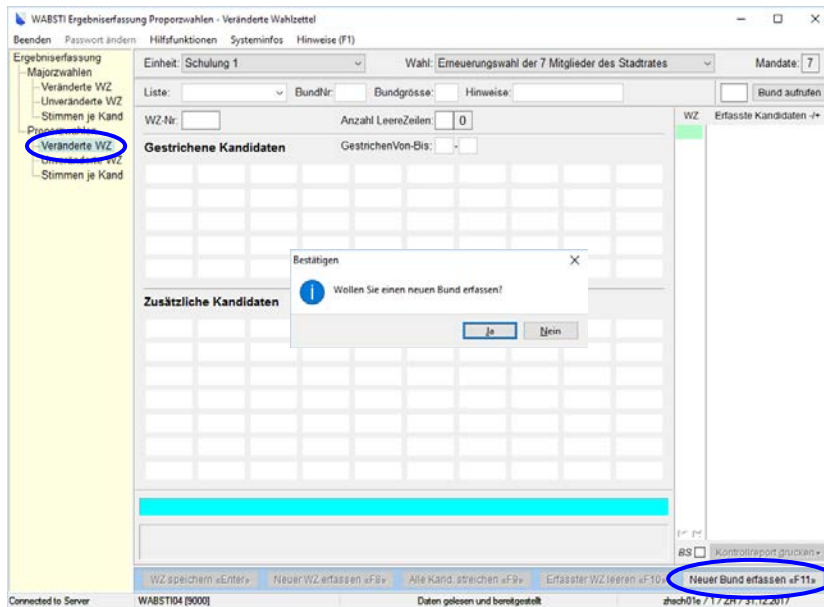 WABSTI Ergebniserfassung Proporzwahlen - Veränderte Wahlzettel
Beenden Passwort ändern Hilfsfunktionen Systeminfos Hinweise (F1)
Ergebniserfassung
Majorzwahlen
Veränderte WZ
Unveränderte WZ
Stimmen je Kand
Proporzwahlen
Veränderte WZ
Unveränderte WZ
Stimmen je Kand
Einheit: Schulung 1 Wahl: Erneuerungswahl der 7 Mitglieder des Stadtrates Mandate: 7
Liste: BundNr: Bundgrösse: Hinweise: Bund aufrufen
WZ-Nr: Anzahl LeereZeilen: 0 WZ Erfasste Kandidaten -/+
Gestrichene Kandidaten GestrichenVon-Bis: -
Bestätigen
Wollen Sie einen neuen Bund erfassen?
Ja Nein
Zusätzliche Kandidaten
BS Kontrollreport drucken
WZ speichern «Enter» Neuer WZ erfassen «F8» Alle Kand. streichen «F9» Erfasster WZ leeren «F10» Neuer Bund erfassen «F11»
Connected to Server WABSTI04 [9000] Daten gelesen und bereitgestellt zhsch01e / 1 / ZH / 31.12.2017